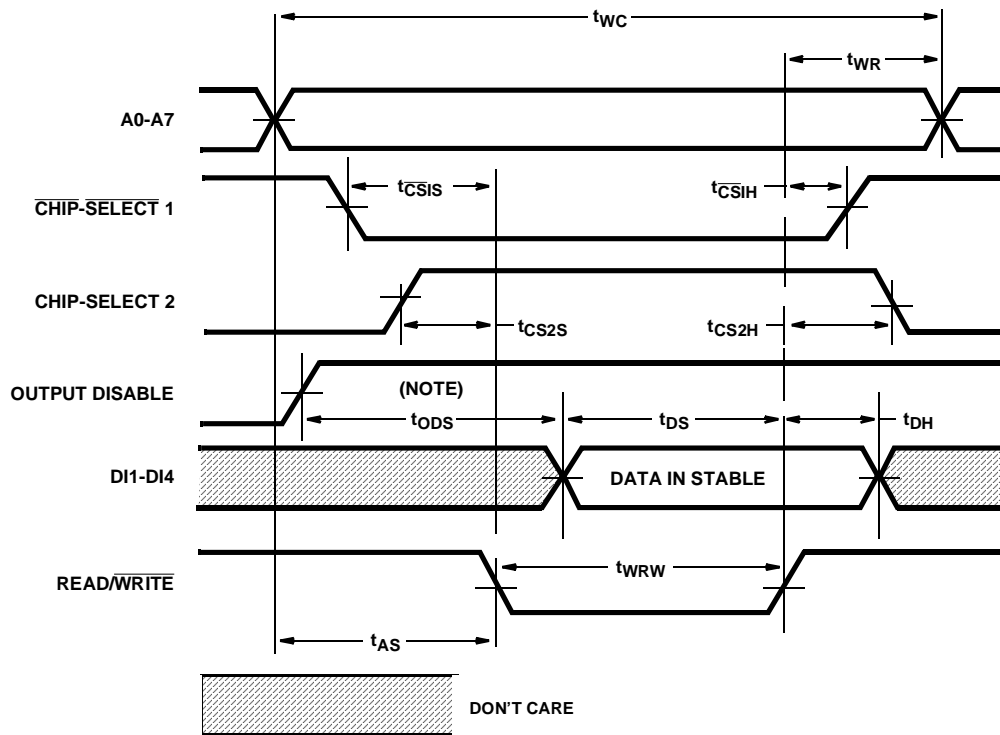 tWC
tWR
A0-A7
CHIP-SELECT 1
tCSIS
tCSIH
CHIP-SELECT 2
tCS2S
tCS2H
OUTPUT DISABLE
(NOTE)
tODS
tDS
tDH
DI1-DI4
DATA IN STABLE
READ/WRITE
tWRW
tAS
DON'T CARE